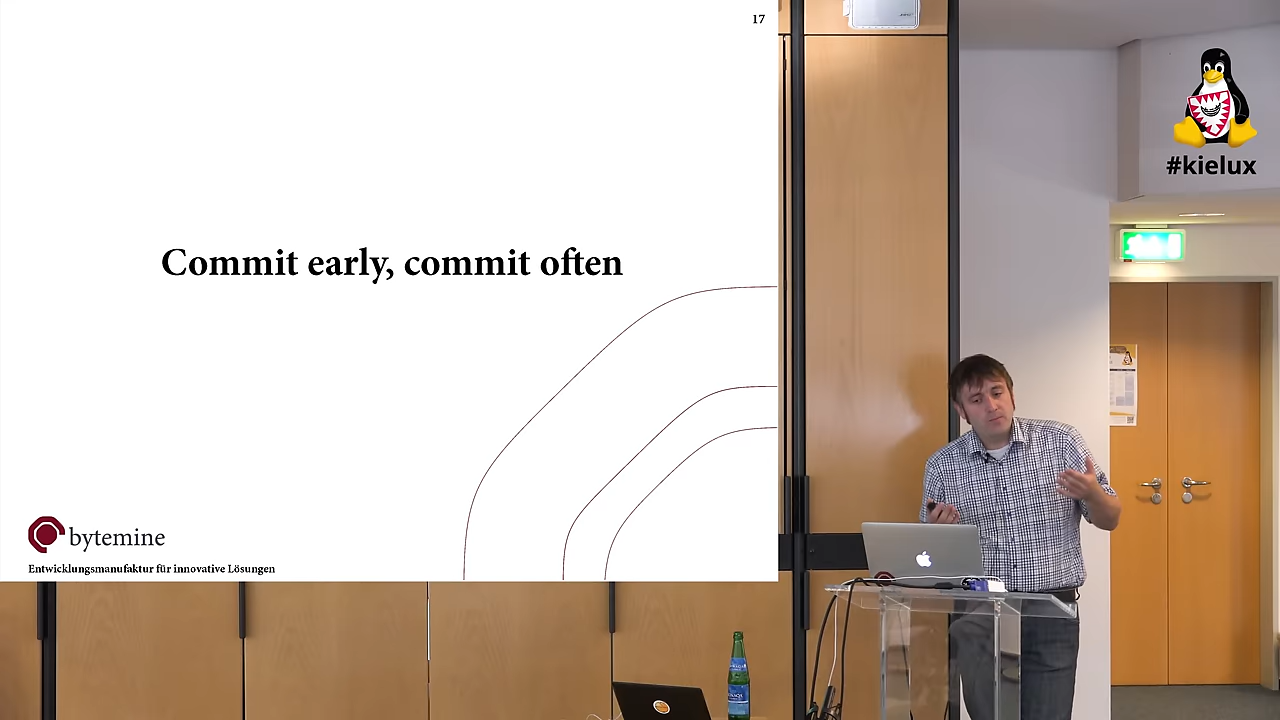 17
Commit early, commit often
bytemine
Entwicklungsmanufaktur für innovative Lösungen
#kielux